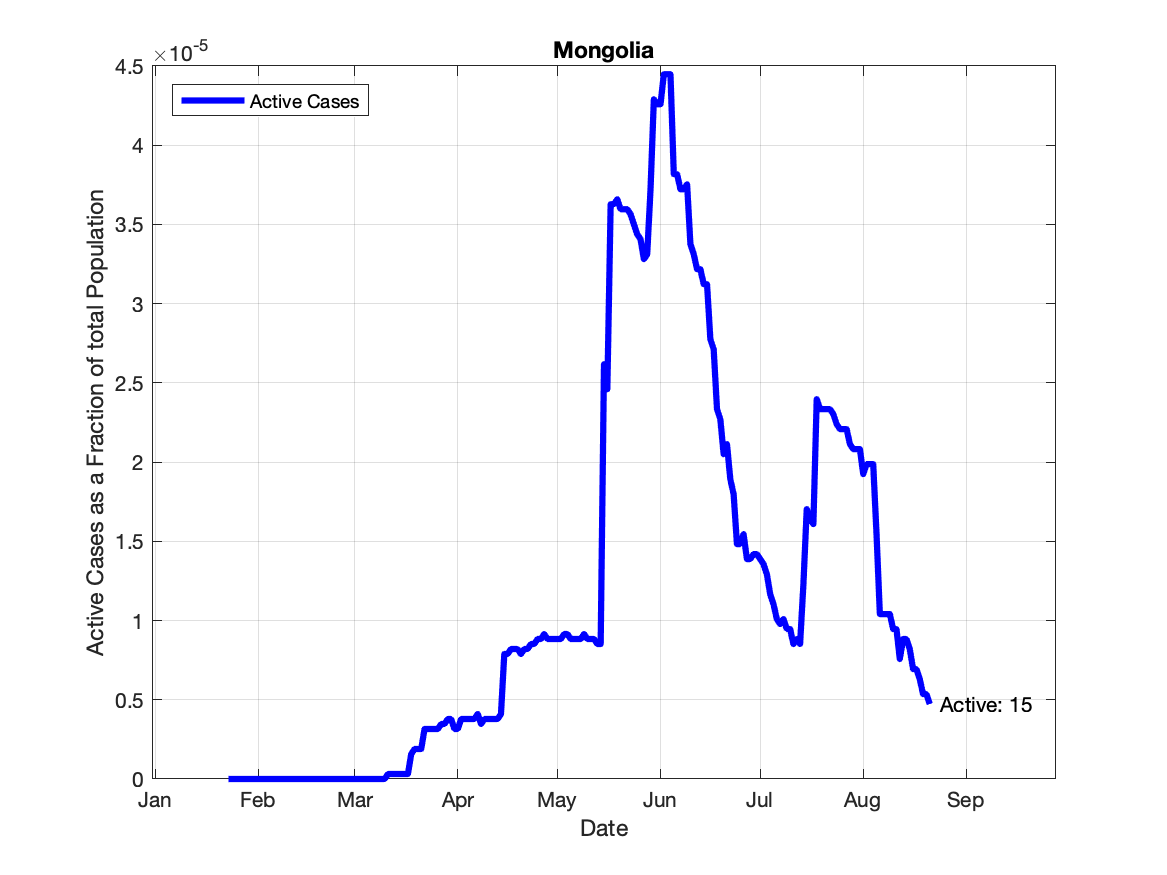 Mongolia
×10-5
4.5
4
3.5
3
2.5
2
1.5
1
0.5
0
Active Cases as a Fraction of total Population
Active Cases
Active: 15
Jan Feb Mar Apr May Jun Jul Aug Sep
Date